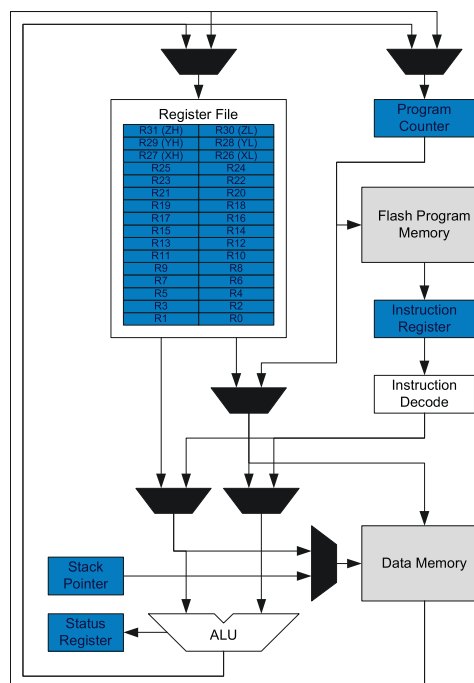 Register File
R31 (ZH) R30 (ZL)
R29 (YH) R28 (YL)
R27 (XH) R26 (XL)
R25 R24
R23 R22
R21 R20
R19 R18
R17 R16
R15 R14
R13 R12
R11 R10
R9 R8
R7 R6
R5 R4
R3 R2
R1 R0
Program
Counter
Flash Program
Memory
Instruction
Register
Instruction
Decode
Data Memory
Stack
Pointer
Status
Register
ALU